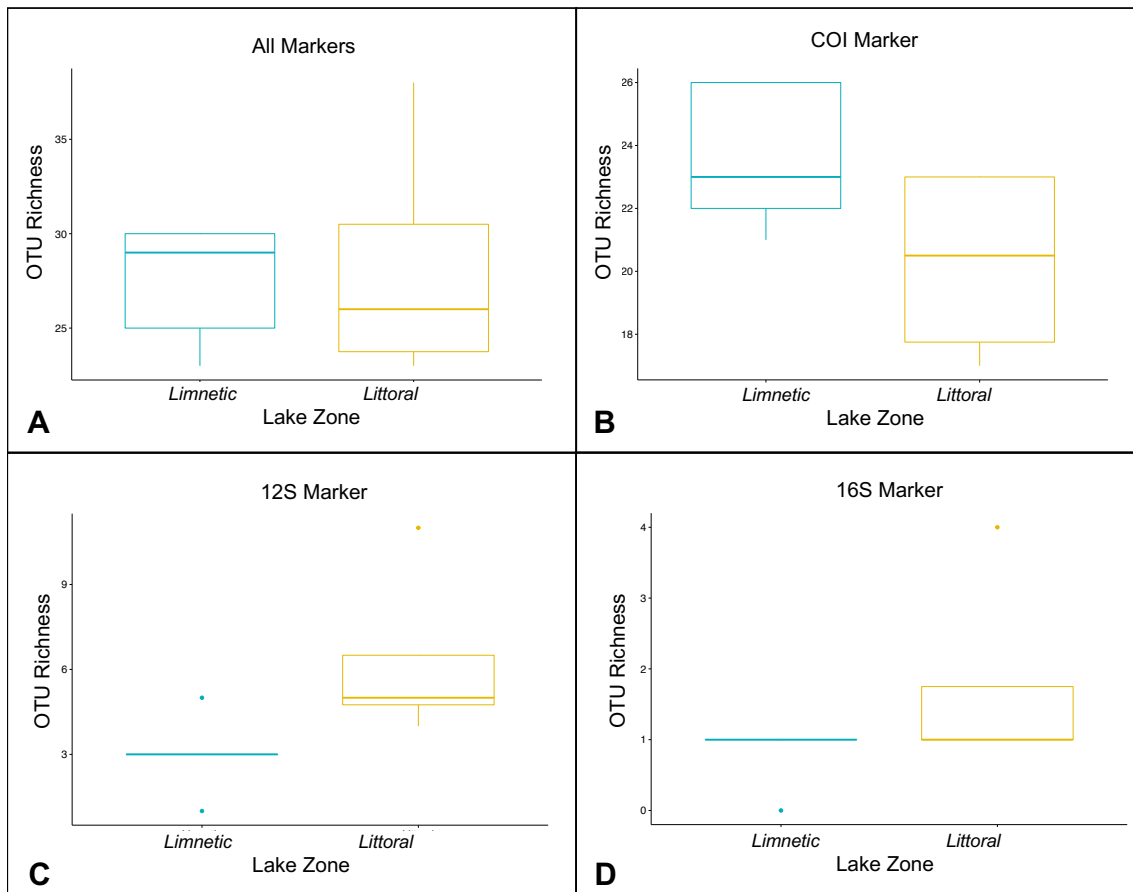 All Markers
OTU Richness
35
30
25
Limnetic Littoral
Lake Zone
A
COI Marker
OTU Richness
26
24
22
20
18
Limnetic Littoral
Lake Zone
B
12S Marker
OTU Richness
9
6
3
Limnetic Littoral
Lake Zone
C
16S Marker
OTU Richness
4
3
2
1
0
Limnetic Littoral
Lake Zone
D